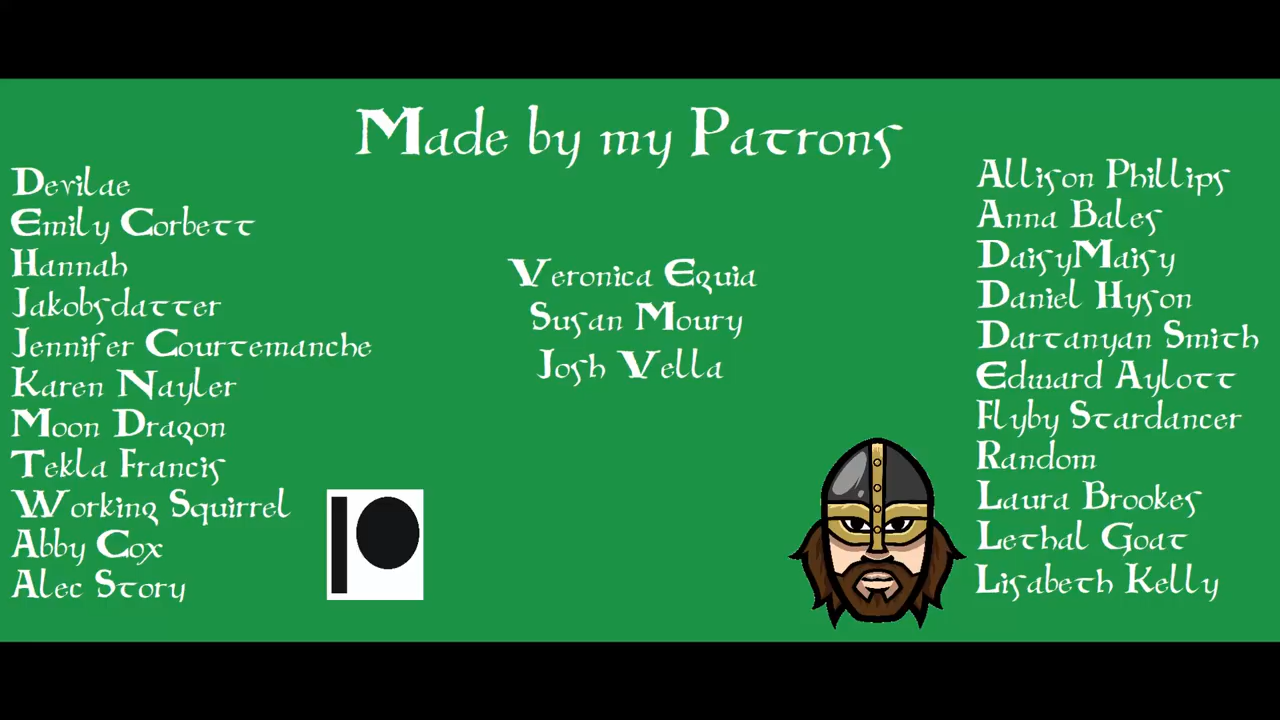 Made by my Patrons
Devilae
Emily Corbett
Hannah
Jakobsdatter
Jennifer Courtemanche
Karen Nayler
Moon Dragon
Tekla Francis
Working Squirrel
Abby Cox
Alec Story
Veronica Eguia
Susan Moury
Josh Vella
Allison Phillips
Anna Bales
DaisyMaisy
Daniel Hyson
Dartanyan Smith
Edward Aylott
Flyby Stardancer
Random
Laura Brookes
Lethal Goat
Lisabeth Kelly